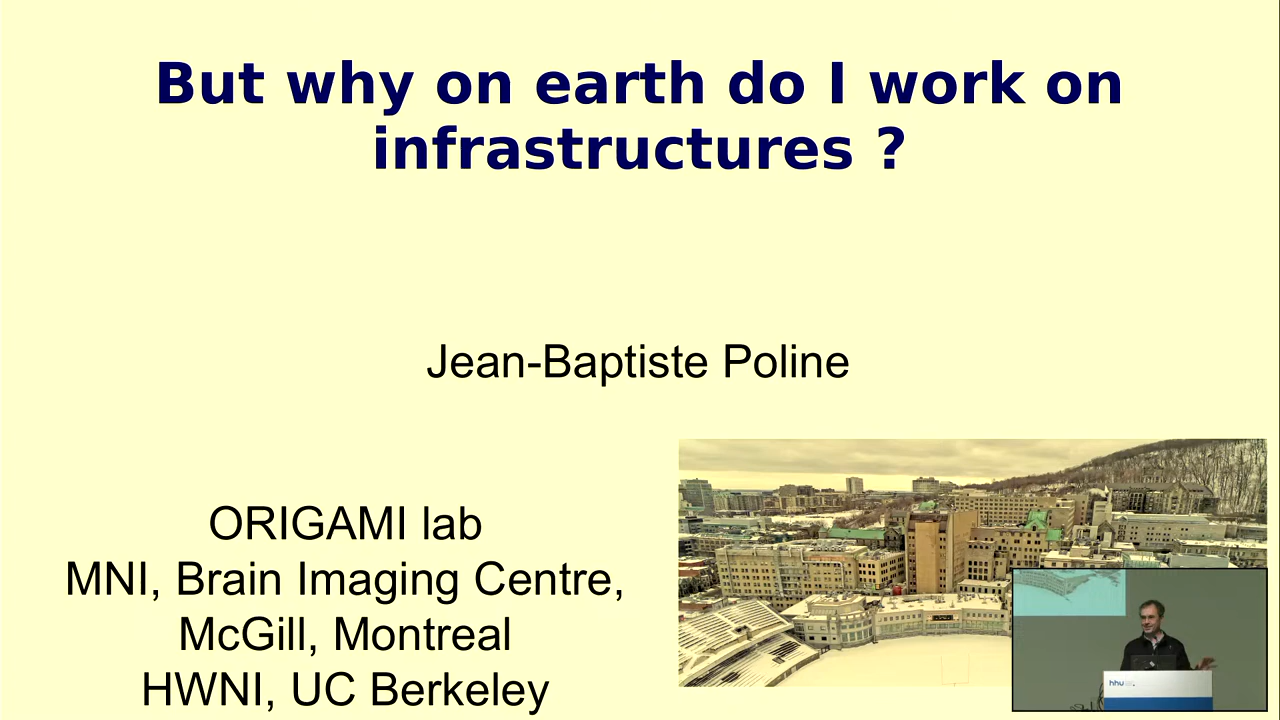 But why on earth do I work on
infrastructures ?
Jean-Baptiste Poline
ORIGAMI lab
MNI, Brain Imaging Centre,
McGill, Montreal
HWNI, UC Berkeley
hhu